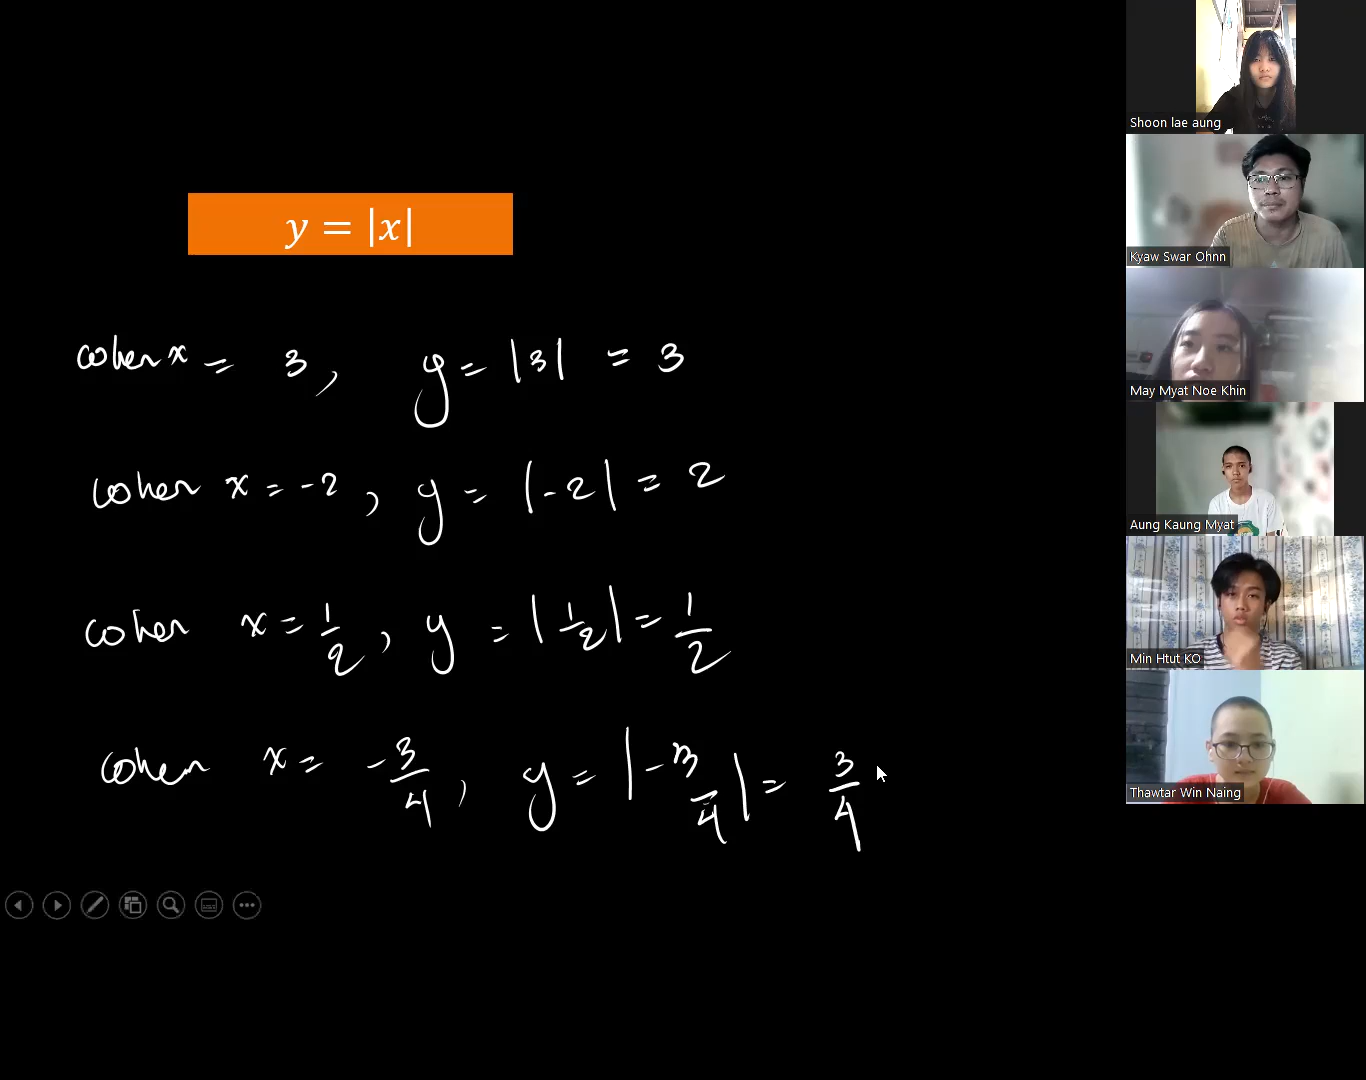 y = |x|
when x = 3, y = |3| = 3
when x = -2, y = |-2| = 2
when x = 1/2, y = |1/2| = 1/2
when x = -3/4, y = |-3/4| = 3/4
Shoon lae aung
Kyaw Swar Ohnn
May Myat Noe Khin
Aung Kaung Myat
Min Htut KO
Thawtar Win Naing